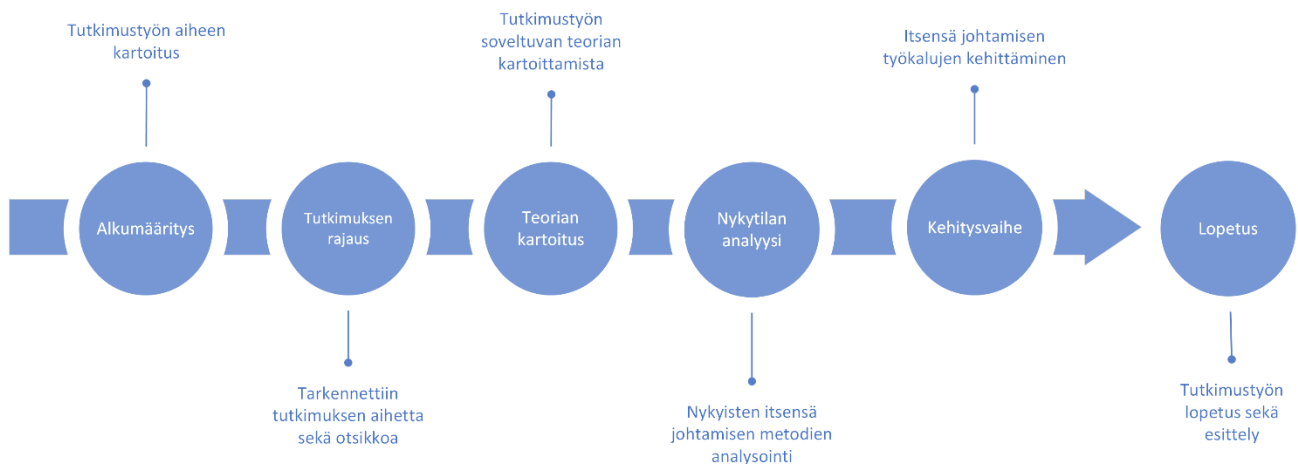 Tutkimustyön aiheen
kartoitus
Tutkimustyön
soveltuvan teorian
kartoittamista
Itsensä johtamisen
työkalujen kehittäminen
Alkumääritys
Tutkimuksen
rajaus
Teorian
kartoitus
Nykytilan
analyysi
Kehitysvaihe
Lopetus
Tarkennettiin
tutkimuksen aihetta
sekä otsikkoa
Nykyisten itsensä
johtamisen metodien
analysointi
Tutkimustyön
lopetus sekä
esittely